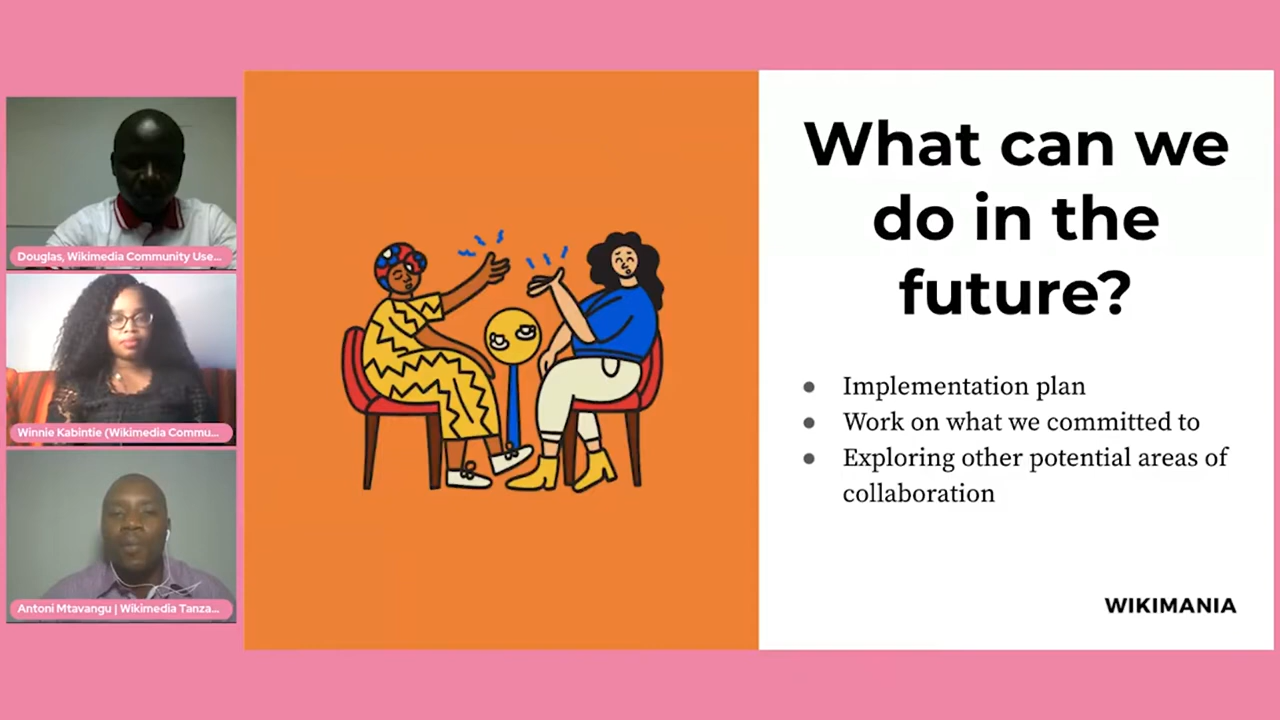 Douglas, Wikimedia Community Use...
Winnie Kabintie (Wikimedia Commu...
Antoni Mtavangu | Wikimedia Tanza...
What can we
do in the
future?
● Implementation plan
● Work on what we committed to
● Exploring other potential areas of
collaboration
WIKIMANIA